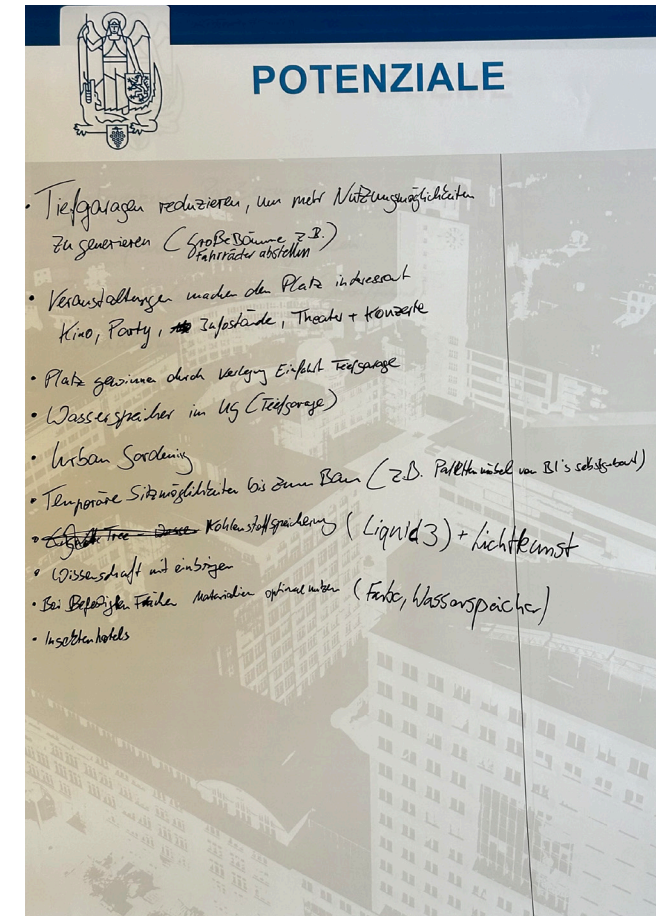 POTENZIALE
• Tiefgaragen reduzieren, um mehr Nutzungsmöglichkeiten
zu generieren (große Bäume z.B.)
Fahrräder abstellen
• Veranstaltungen machen den Platz interessant
Kino, Party, Infostände, Theater + Konzerte
• Platz gewinnen durch Verlegung Einfahrt Tiefgarage
• Wasserspeicher im UG (Tiefgarage)
• Urban Gardening
• Temporäre Sitzmöglichkeiten bis zum Bau (z.B. Palettenmöbel von BI's selbstgebaut)
• Tree Kohlenstoffspeicherung (Liquid3) + Lichtkunst
• Wissenschaft mit einbringen
• Bei Befestigten Flächen Materialien optimal nutzen (Farbe, Wasserspeicher)
• Insektenhotels